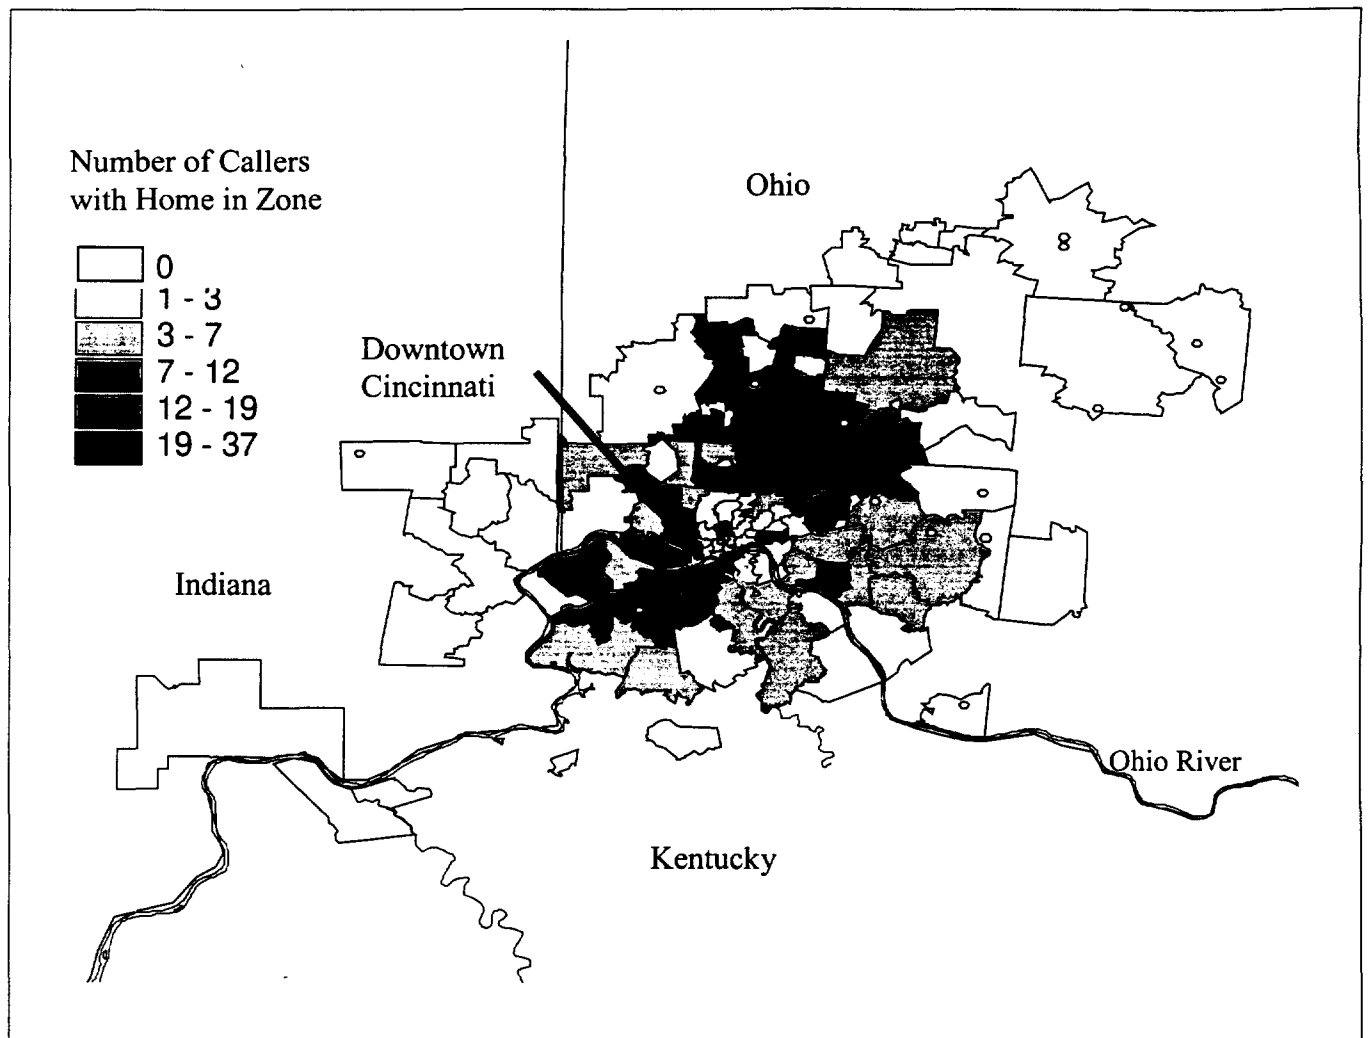 Number of Callers
with Home in Zone
0
1 - 3
3 - 7
7 - 12
12 - 19
19 - 37
Ohio
Downtown
Cincinnati
Indiana
Ohio River
Kentucky